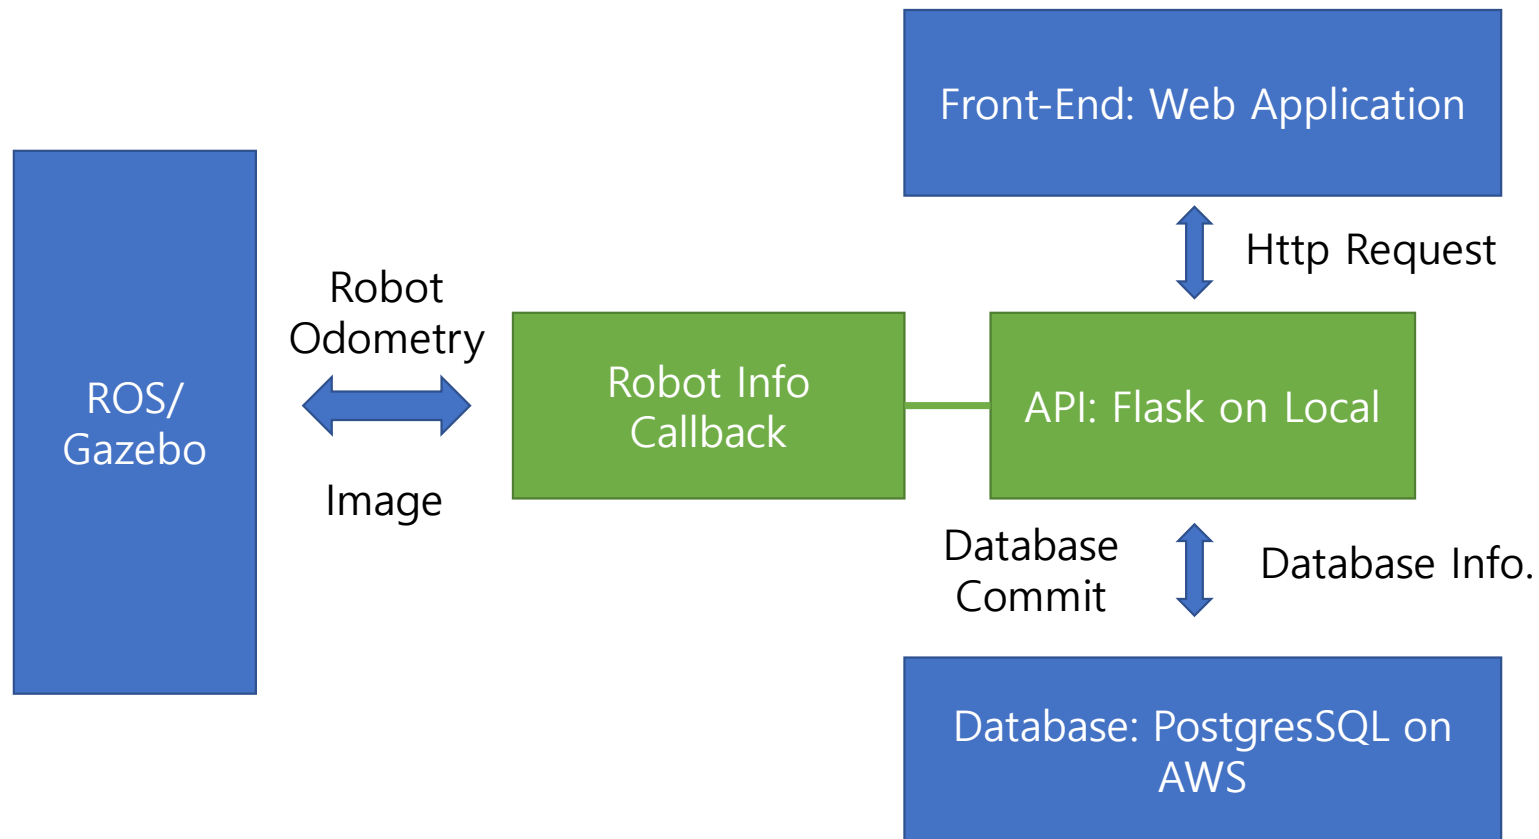 Front-End: Web Application
Http Request
Robot
Odometry
ROS/
Gazebo
Image
Robot Info
Callback
API: Flask on Local
Database
Commit
Database Info.
Database: PostgresSQL on
AWS